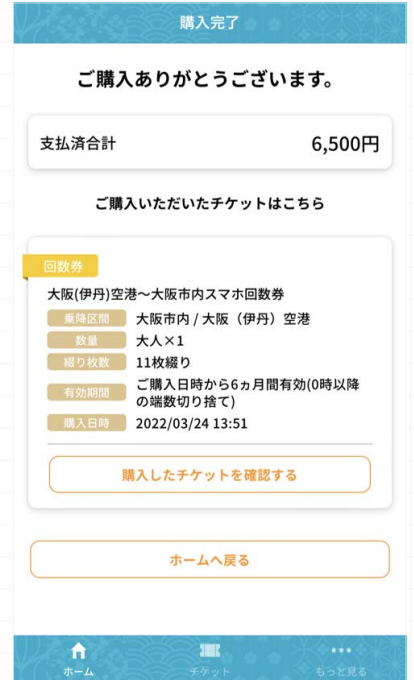 購入完了
ご購入ありがとうございます。
支払済合計 6,500円
ご購入いただいたチケットはこちら
回数券
大阪(伊丹)空港〜大阪市内スマホ回数券
乗降区間 大阪市内 / 大阪（伊丹）空港
数量 大人×1
綴り枚数 11枚綴り
有効期間 ご購入日時から6ヵ月間有効(0時以降
の端数切り捨て)
購入日時 2022/03/24 13:51
購入したチケットを確認する
ホームへ戻る
ホーム チケット もっと見る